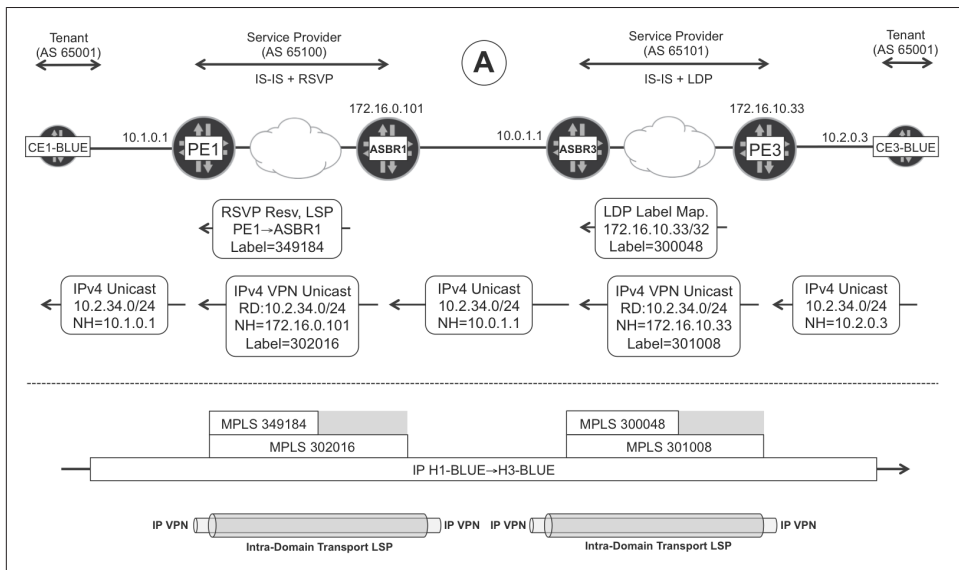 Tenant
(AS 65001)
Service Provider
(AS 65100)
IS-IS + RSVP
A
Service Provider
(AS 65101)
IS-IS + LDP
Tenant
(AS 65001)
CE1-BLUE
10.1.0.1
PE1
172.16.0.101
ASBR1
10.0.1.1
ASBR3
172.16.10.33
PE3
10.2.0.3
CE3-BLUE
RSVP Resv, LSP
PE1→ASBR1
Label=349184
LDP Label Map.
172.16.10.33/32
Label=300048
IPv4 Unicast
10.2.34.0/24
NH=10.1.0.1
IPv4 VPN Unicast
RD:10.2.34.0/24
NH=172.16.0.101
Label=302016
IPv4 Unicast
10.2.34.0/24
NH=10.0.1.1
IPv4 VPN Unicast
RD:10.2.34.0/24
NH=172.16.10.33
Label=301008
IPv4 Unicast
10.2.34.0/24
NH=10.2.0.3
MPLS 349184
MPLS 300048
MPLS 302016
MPLS 301008
IP H1-BLUE→H3-BLUE
IP VPN
IP VPN
IP VPN
IP VPN
Intra-Domain Transport LSP
Intra-Domain Transport LSP